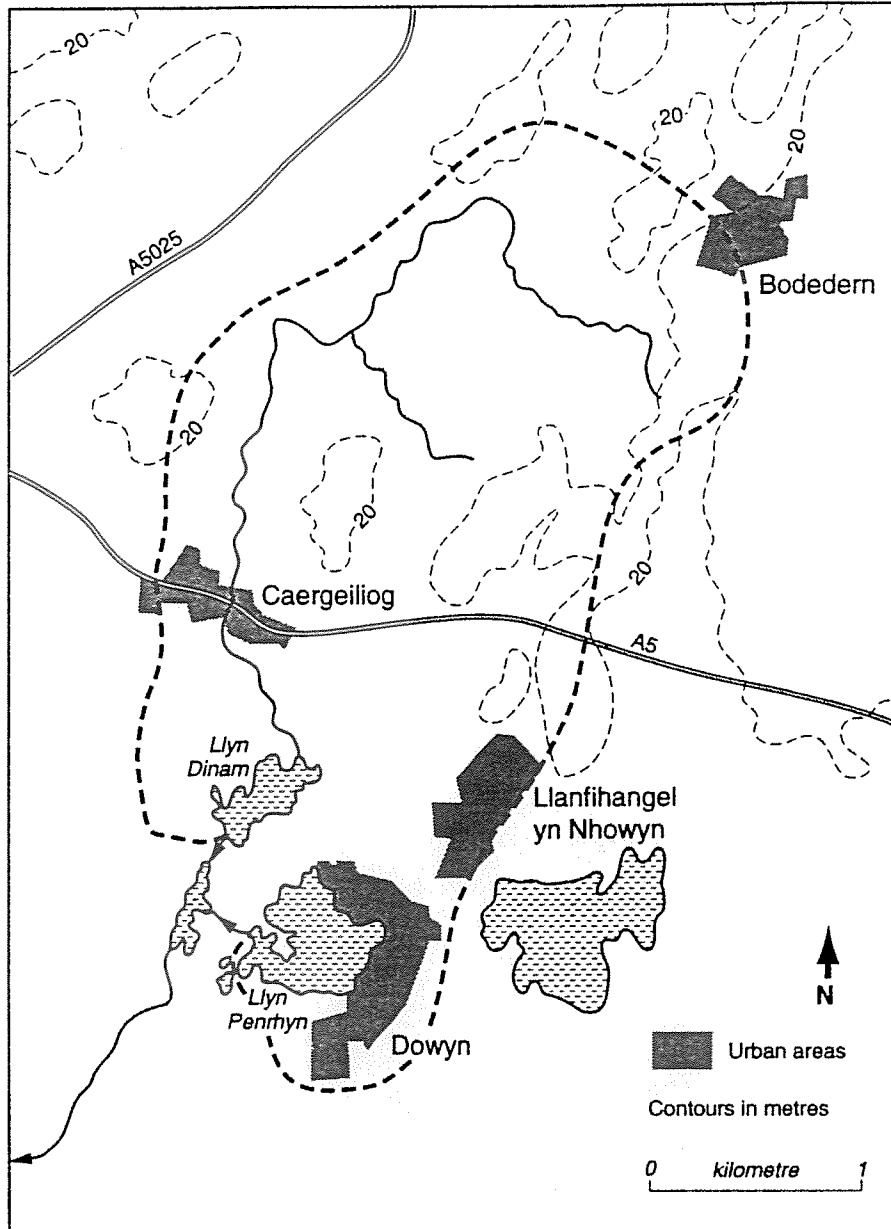 20
20
20
A5025
Bodedern
20
20
Caergeiliog
20
A5
Llyn
Dinam
Llanfihangel
yn Nhowyn
N
Llyn
Penrhyn
Dowyn
Urban areas
Contours in metres
0 kilometre 1